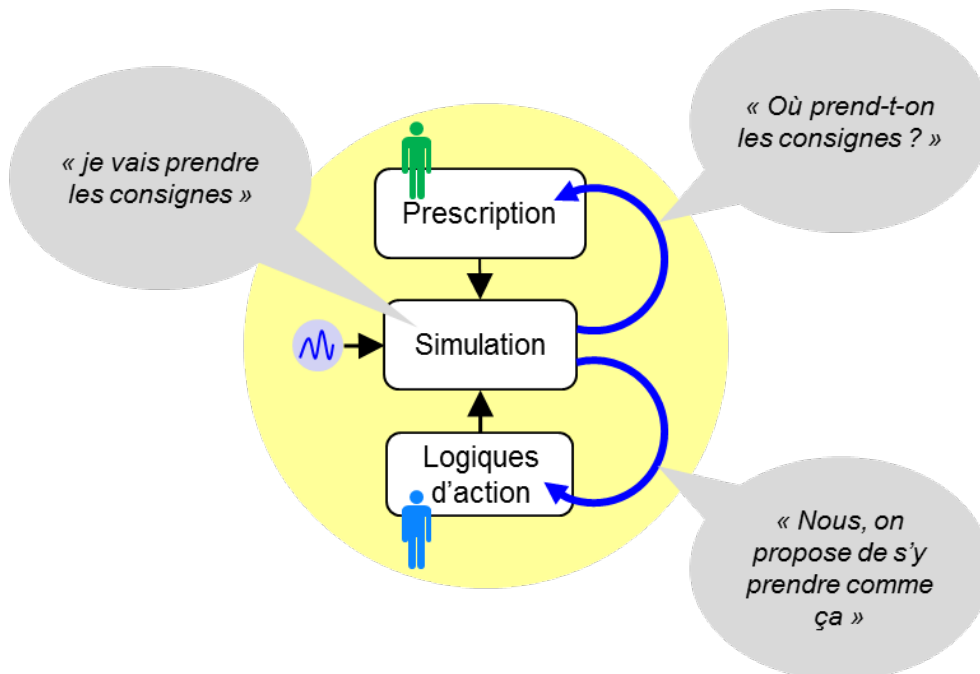 « je vais prendre
les consignes »
« Où prend-t-on
les consignes ? »
Prescription
Simulation
Logiques
d’action
« Nous, on
propose de s’y
prendre comme
ça »